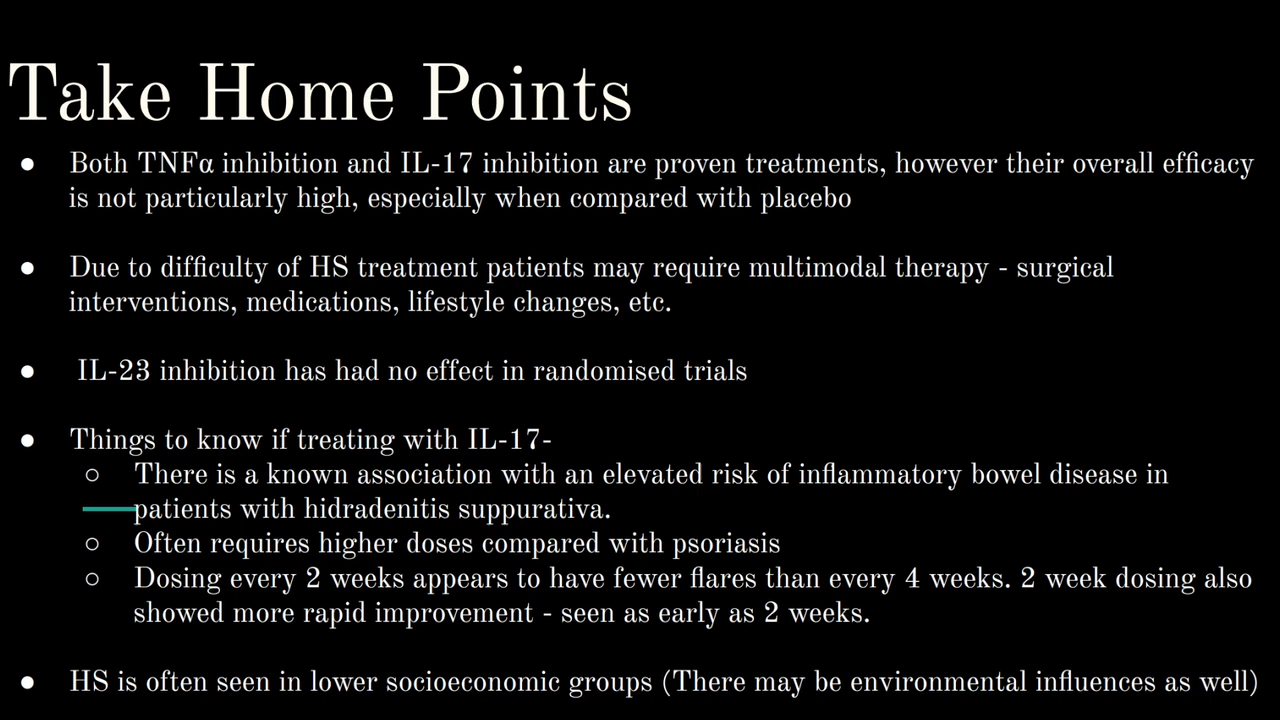 Take Home Points
● Both TNFα inhibition and IL-17 inhibition are proven treatments, however their overall efficacy
is not particularly high, especially when compared with placebo
● Due to difficulty of HS treatment patients may require multimodal therapy - surgical
interventions, medications, lifestyle changes, etc.
● IL-23 inhibition has had no effect in randomised trials
● Things to know if treating with IL-17-
○ There is a known association with an elevated risk of inflammatory bowel disease in
patients with hidradenitis suppurativa.
○ Often requires higher doses compared with psoriasis
○ Dosing every 2 weeks appears to have fewer flares than every 4 weeks. 2 week dosing also
showed more rapid improvement - seen as early as 2 weeks.
● HS is often seen in lower socioeconomic groups (There may be environmental influences as well)